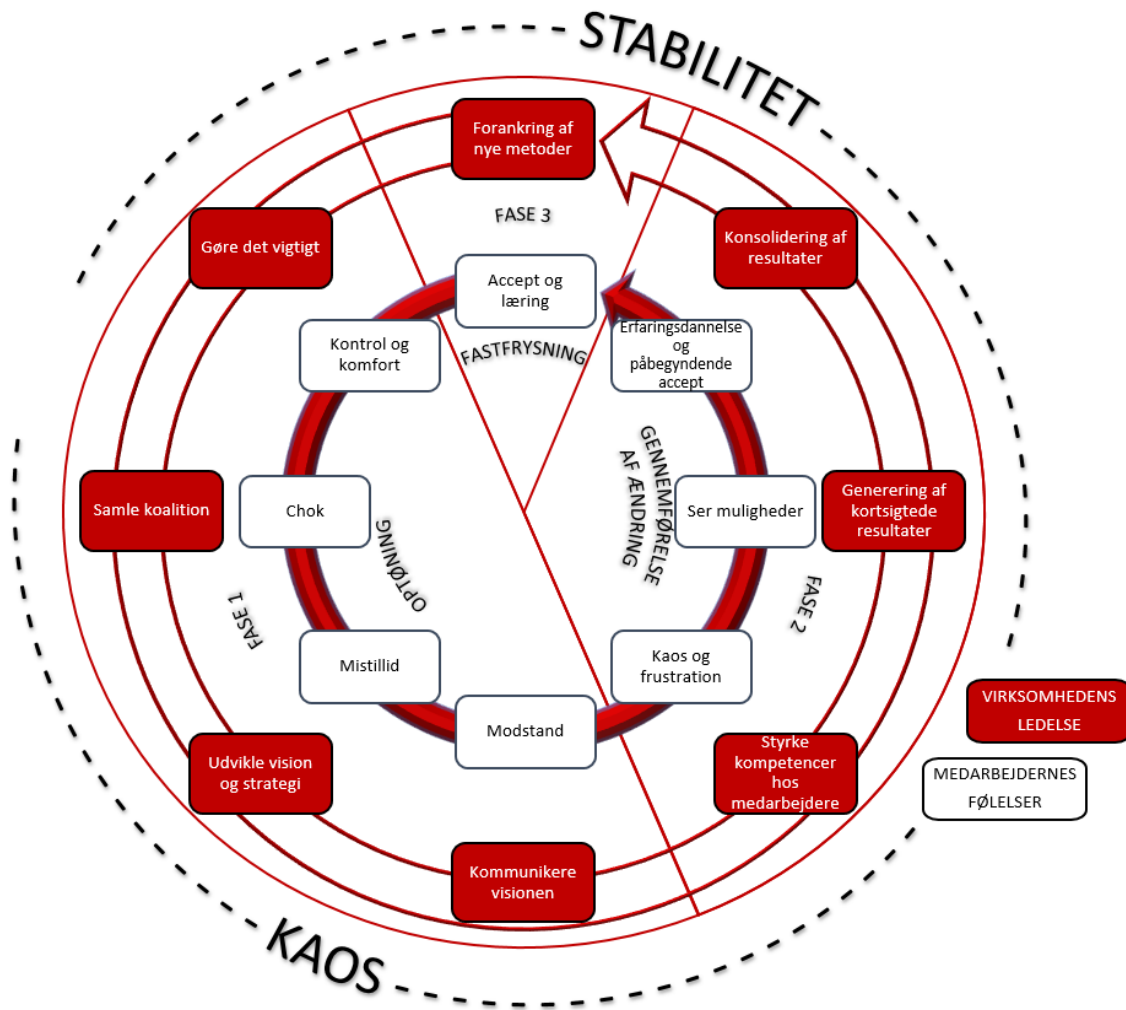 STABILITET
Forankring af
nye metoder
Gøre det vigtigt
Konsolidering af
resultater
FASE 3
Accept og
læring
Kontrol og
komfort
FASTFRYSNING
Erfaringsdannelse
og
påbegyndende
accept
Samle koalition
Chok
OPTØNING
GENNEMFØRELSE
AF ÆNDRING
Ser muligheder
Generering af
kortsigtede
resultater
FASE 1
FASE 2
Mistillid
Modstand
Kaos og
frustration
Udvikle vision
og strategi
Kommunikere
visionen
Styrke
kompetencer
hos
medarbejdere
VIRKSOMHEDENS
LEDELSE
MEDARBEJDERNES
FØLELSER
KAOS